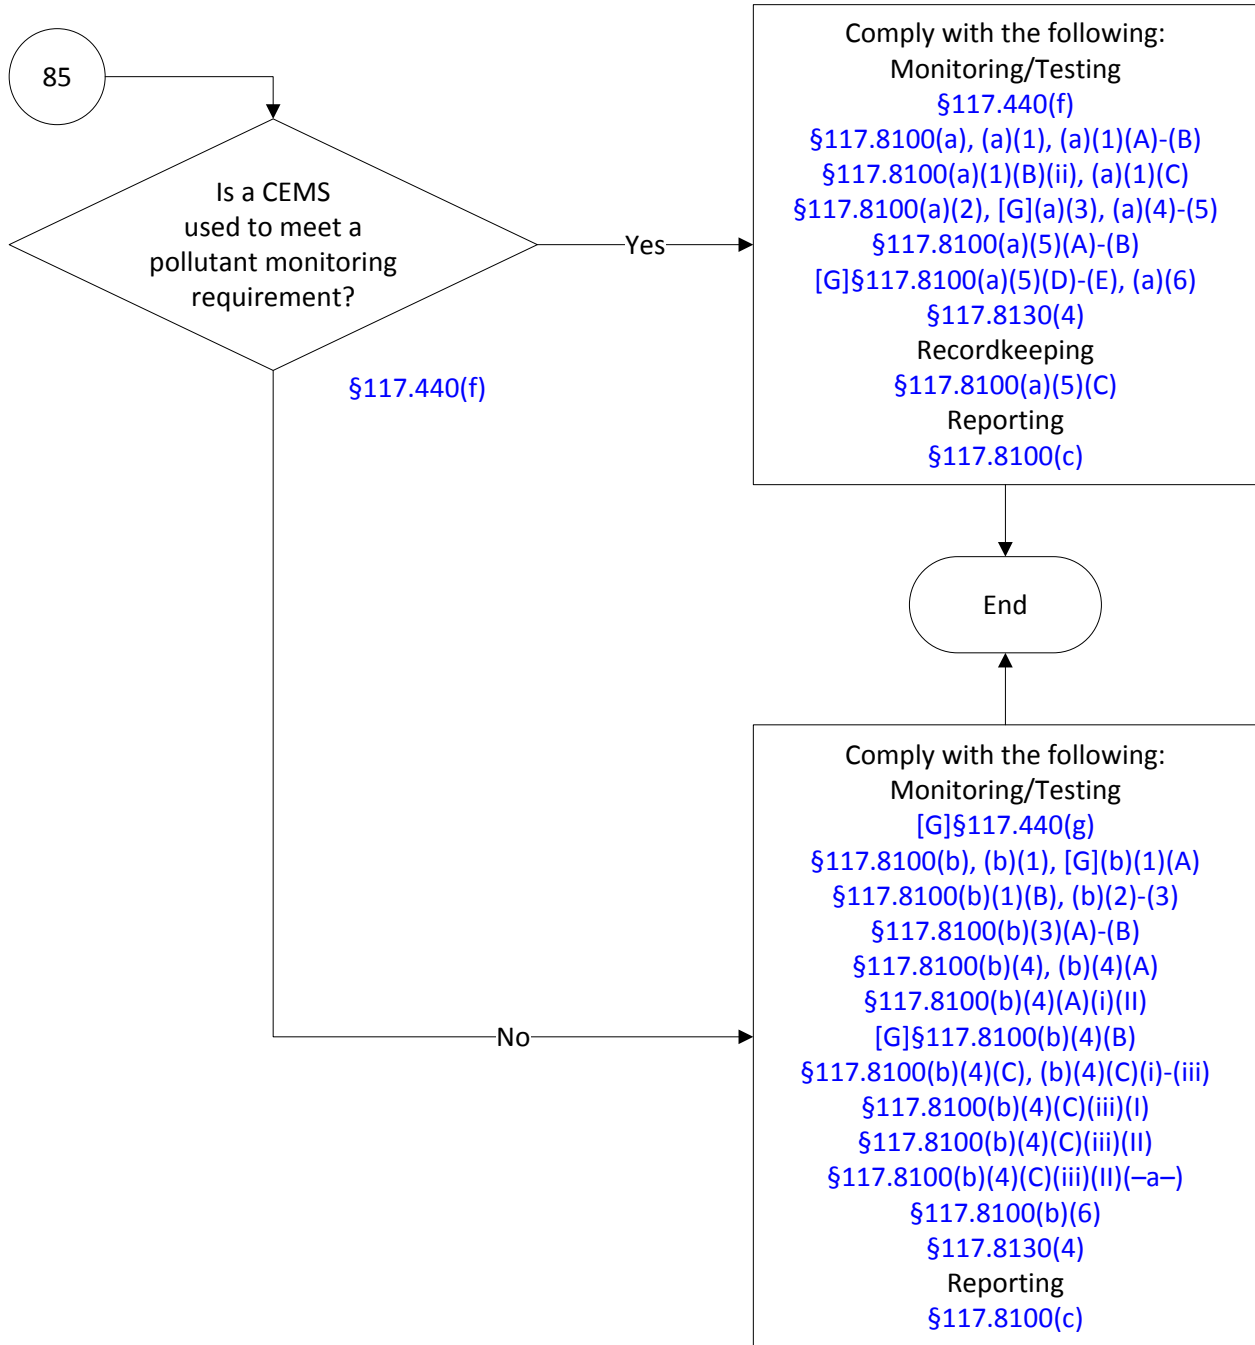 85
Is a CEMS
used to meet a
pollutant monitoring
requirement?
§117.440(f)
Yes
Comply with the following:
Monitoring/Testing
§117.440(f)
§117.8100(a), (a)(1), (a)(1)(A)-(B)
§117.8100(a)(1)(B)(ii), (a)(1)(C)
§117.8100(a)(2), [G](a)(3), (a)(4)-(5)
§117.8100(a)(5)(A)-(B)
[G]§117.8100(a)(5)(D)-(E), (a)(6)
§117.8130(4)
Recordkeeping
§117.8100(a)(5)(C)
Reporting
§117.8100(c)
End
No
Comply with the following:
Monitoring/Testing
[G]§117.440(g)
§117.8100(b), (b)(1), [G](b)(1)(A)
§117.8100(b)(1)(B), (b)(2)-(3)
§117.8100(b)(3)(A)-(B)
§117.8100(b)(4), (b)(4)(A)
§117.8100(b)(4)(A)(i)(II)
[G]§117.8100(b)(4)(B)
§117.8100(b)(4)(C), (b)(4)(C)(i)-(iii)
§117.8100(b)(4)(C)(iii)(I)
§117.8100(b)(4)(C)(iii)(II)
§117.8100(b)(4)(C)(iii)(II)(–a–)
§117.8100(b)(6)
§117.8130(4)
Reporting
§117.8100(c)